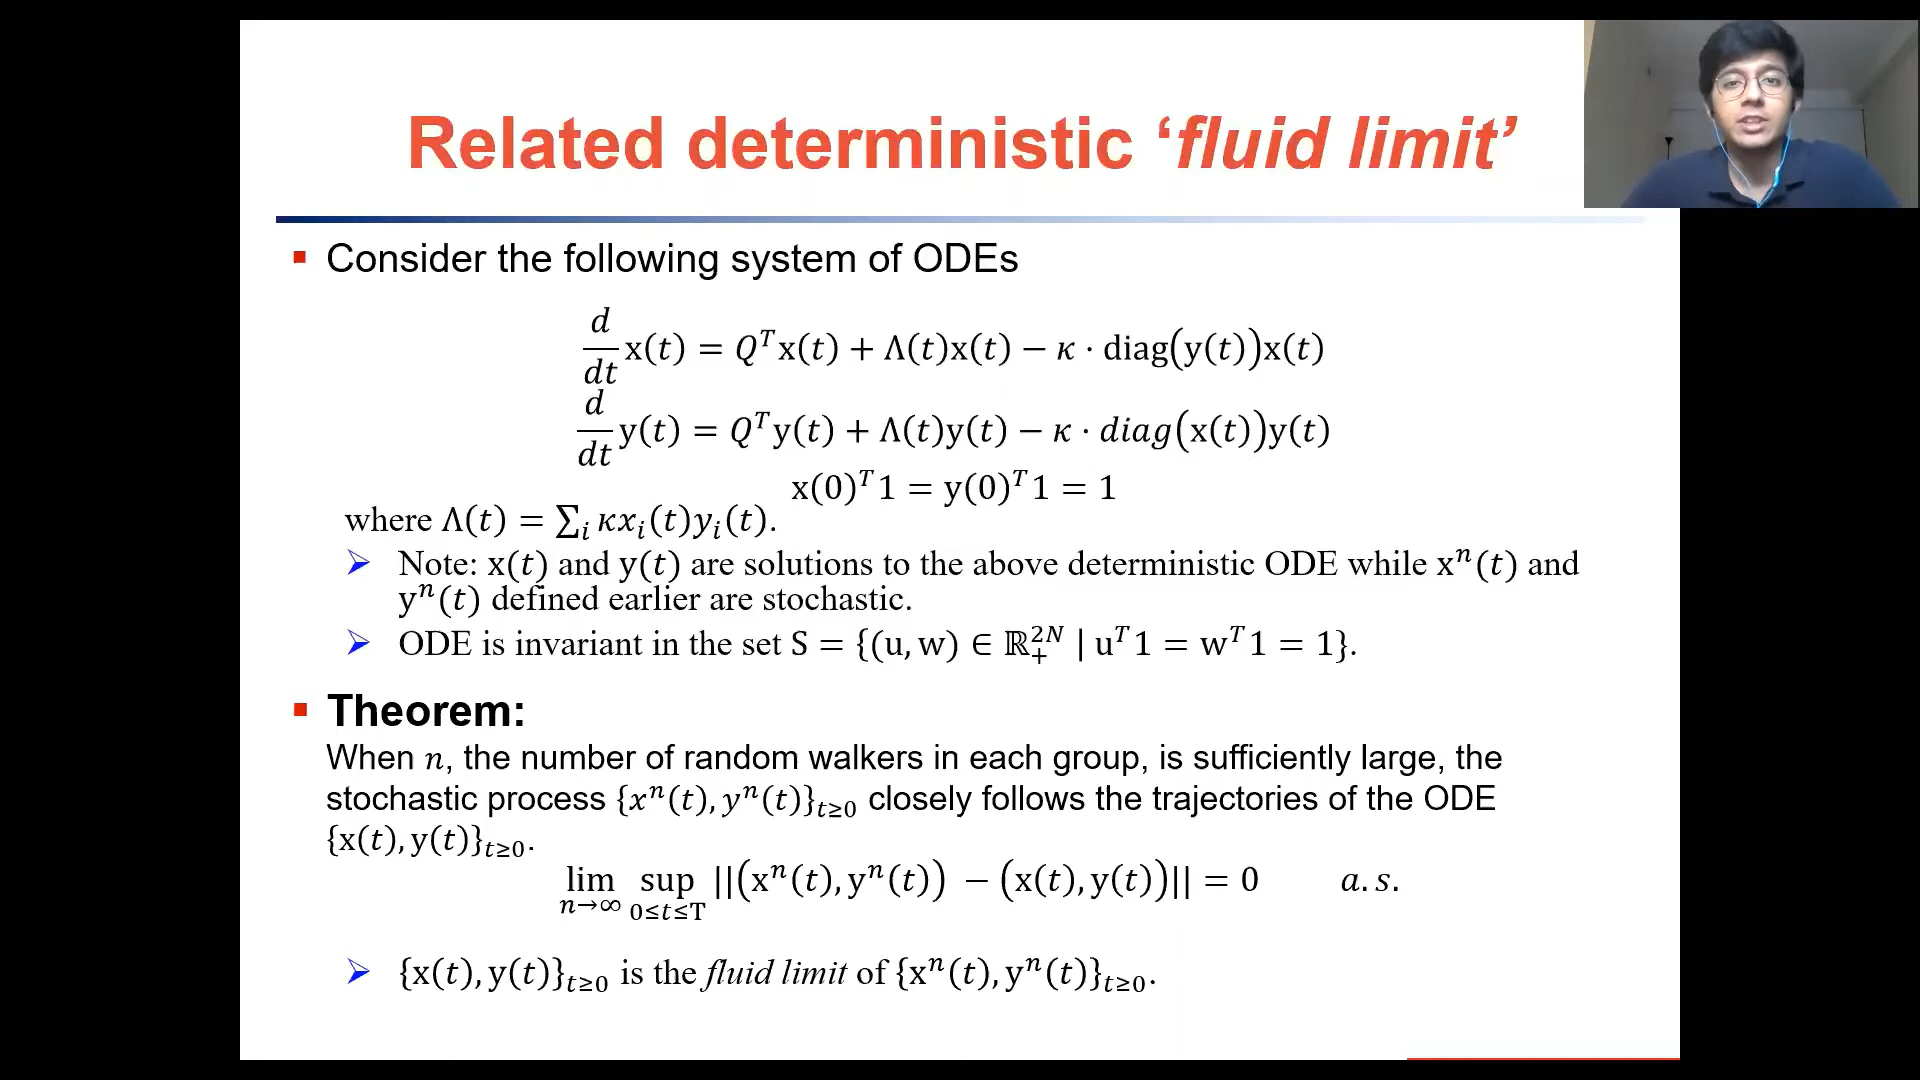 Related deterministic ‘fluid limit’
▪ Consider the following system of ODEs
d/dt x(t) = Q^T x(t) + Λ(t)x(t) − κ · diag(y(t))x(t)
d/dt y(t) = Q^T y(t) + Λ(t)y(t) − κ · diag(x(t))y(t)
x(0)^T 1 = y(0)^T 1 = 1
where Λ(t) = ∑_i κx_i(t)y_i(t).
➢ Note: x(t) and y(t) are solutions to the above deterministic ODE while x^n(t) and
y^n(t) defined earlier are stochastic.
➢ ODE is invariant in the set S = {(u, w) ∈ ℝ_+^{2N} | u^T 1 = w^T 1 = 1}.
▪ Theorem:
When n, the number of random walkers in each group, is sufficiently large, the
stochastic process {x^n(t), y^n(t)}_{t≥0} closely follows the trajectories of the ODE
{x(t), y(t)}_{t≥0}.
lim_{n→∞} sup_{0≤t≤T} ||(x^n(t), y^n(t)) − (x(t), y(t))|| = 0 a.s.
➢ {x(t), y(t)}_{t≥0} is the fluid limit of {x^n(t), y^n(t)}_{t≥0}.